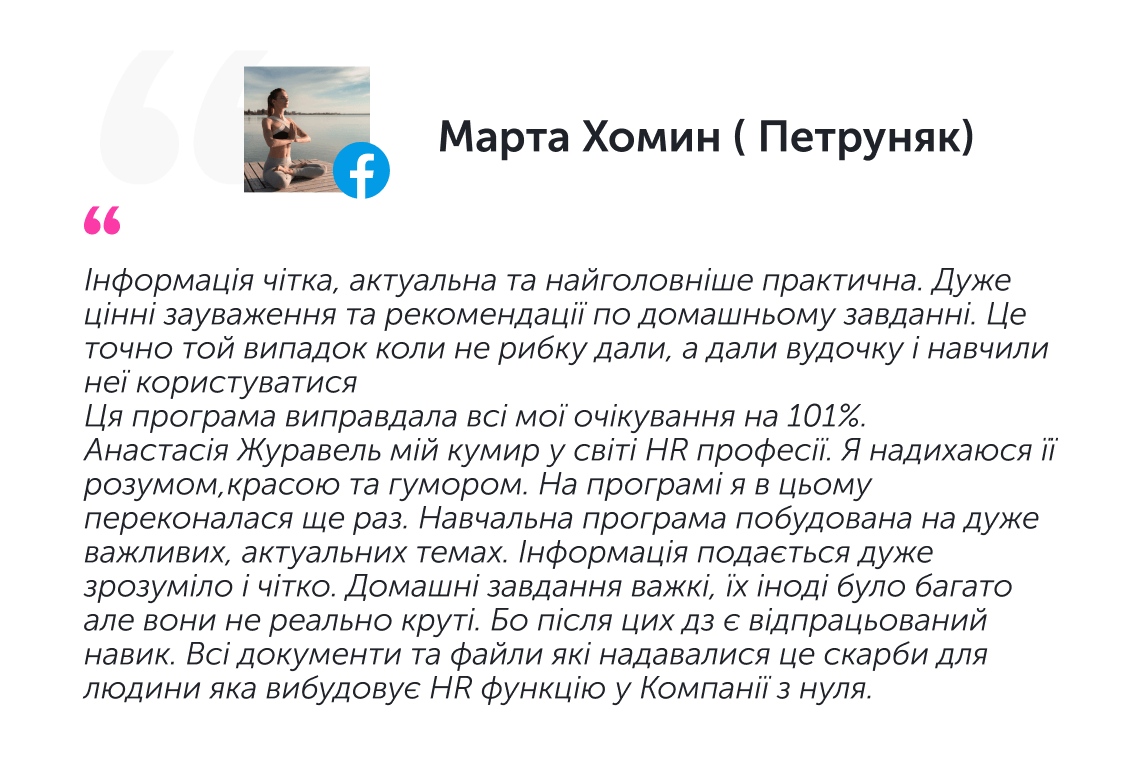 Марта Хомин ( Петруняк)
Інформація чітка, актуальна та найголовніше практична. Дуже
цінні зауваження та рекомендації по домашньому завданні. Це
точно той випадок коли не рибку дали, а дали вудочку і навчили
неї користуватися
Ця програма виправдала всі мої очікування на 101%.
Анастасія Журавель мій кумир у світі HR професії. Я надихаюся її
розумом,красою та гумором. На програмі я в цьому
переконалася ще раз. Навчальна програма побудована на дуже
важливих, актуальних темах. Інформація подається дуже
зрозуміло і чітко. Домашні завдання важкі, їх іноді було багато
але вони не реально круті. Бо після цих дз є відпрацьований
навик. Всі документи та файли які надавалися це скарби для
людини яка вибудовує HR функцію у Компанії з нуля.